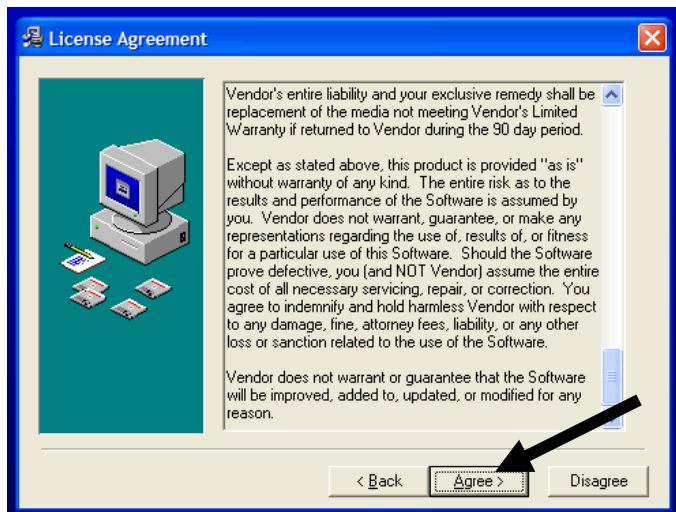 License Agreement
Vendor's entire liability and your exclusive remedy shall be
replacement of the media not meeting Vendor's Limited
Warranty if returned to Vendor during the 90 day period.
Except as stated above, this product is provided "as is"
without warranty of any kind.  The entire risk as to the
results and performance of the Software is assumed by
you.  Vendor does not warrant, guarantee, or make any
representations regarding the use of, results of, or fitness
for a particular use of this Software.  Should the Software
prove defective, you (and NOT Vendor) assume the entire
cost of all necessary servicing, repair, or correction.  You
agree to indemnify and hold harmless Vendor with respect
to any damage, fine, attorney fees, liability, or any other
loss or sanction related to the use of the Software.
Vendor does not warrant or guarantee that the Software
will be improved, added to, updated, or modified for any
reason.
< Back Agree > Disagree